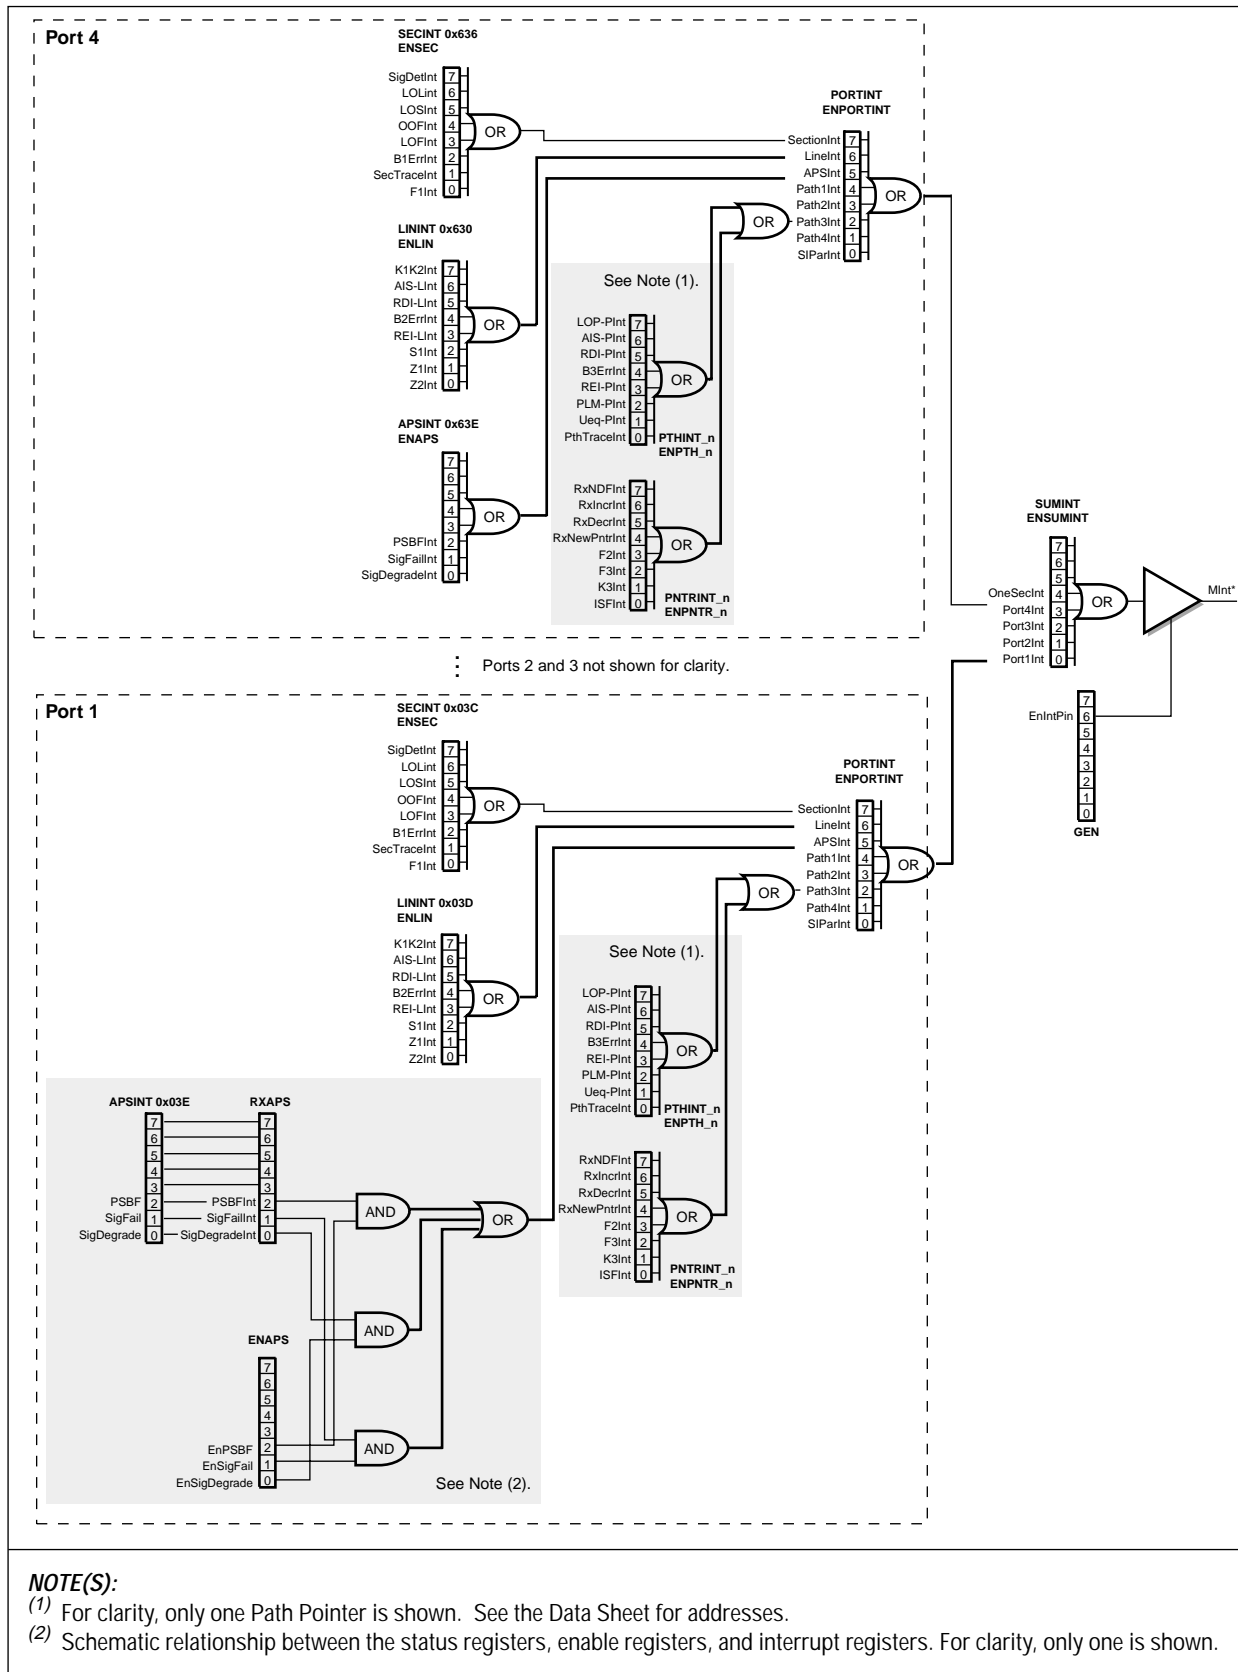 Port 4
SECINT 0x636
ENSEC
SigDetInt 7
LOLint 6
LOSInt 5
OOFInt 4
LOFInt 3
B1ErrInt 2
SecTraceInt 1
F1Int 0
OR
LININT 0x630
ENLIN
K1K2Int 7
AIS-LInt 6
RDI-LInt 5
B2ErrInt 4
REI-LInt 3
S1Int 2
Z1Int 1
Z2Int 0
OR
APSINT 0x63E
ENAPS
7
6
5
4
3
PSBFInt 2
SigFailInt 1
SigDegradeInt 0
OR
See Note (1).
LOP-PInt 7
AIS-PInt 6
RDI-PInt 5
B3ErrInt 4
REI-PInt 3
PLM-PInt 2
Ueq-PInt 1
PthTraceInt 0
OR
PTHINT_n
ENPTH_n
RxNDFInt 7
RxIncrInt 6
RxDecrInt 5
RxNewPntrInt 4
F2Int 3
F3Int 2
K3Int 1
ISFInt 0
OR
PNTRINT_n
ENPNTR_n
OR
PORTINT
ENPORTINT
SectionInt 7
LineInt 6
APSInt 5
Path1Int 4
Path2Int 3
Path3Int 2
Path4Int 1
SIParInt 0
OR
SUMINT
ENSUMINT
7
6
5
OneSecInt 4
Port4Int 3
Port3Int 2
Port2Int 1
Port1Int 0
OR
MInt*
EnIntPin
7
6
5
4
3
2
1
0
GEN
Ports 2 and 3 not shown for clarity.
Port 1
SECINT 0x03C
ENSEC
SigDetInt 7
LOLint 6
LOSInt 5
OOFInt 4
LOFInt 3
B1ErrInt 2
SecTraceInt 1
F1Int 0
OR
LININT 0x03D
ENLIN
K1K2Int 7
AIS-LInt 6
RDI-LInt 5
B2ErrInt 4
REI-LInt 3
S1Int 2
Z1Int 1
Z2Int 0
OR
PORTINT
ENPORTINT
SectionInt 7
LineInt 6
APSInt 5
Path1Int 4
Path2Int 3
Path3Int 2
Path4Int 1
SIParInt 0
OR
OR
See Note (1).
LOP-PInt 7
AIS-PInt 6
RDI-PInt 5
B3ErrInt 4
REI-PInt 3
PLM-PInt 2
Ueq-PInt 1
PthTraceInt 0
OR
PTHINT_n
ENPTH_n
RxNDFInt 7
RxIncrInt 6
RxDecrInt 5
RxNewPntrInt 4
F2Int 3
F3Int 2
K3Int 1
ISFInt 0
OR
PNTRINT_n
ENPNTR_n
APSINT 0x03E RXAPS
7 7
6 6
5 5
4 4
3 3
PSBF 2 PSBFInt 2
SigFail 1 SigFailInt 1
SigDegrade 0 SigDegradeInt 0
AND
OR
AND
AND
ENAPS
7
6
5
4
3
EnPSBF 2
EnSigFail 1
EnSigDegrade 0
See Note (2).
NOTE(S):
(1) For clarity, only one Path Pointer is shown. See the Data Sheet for addresses.
(2) Schematic relationship between the status registers, enable registers, and interrupt registers. For clarity, only one is shown.